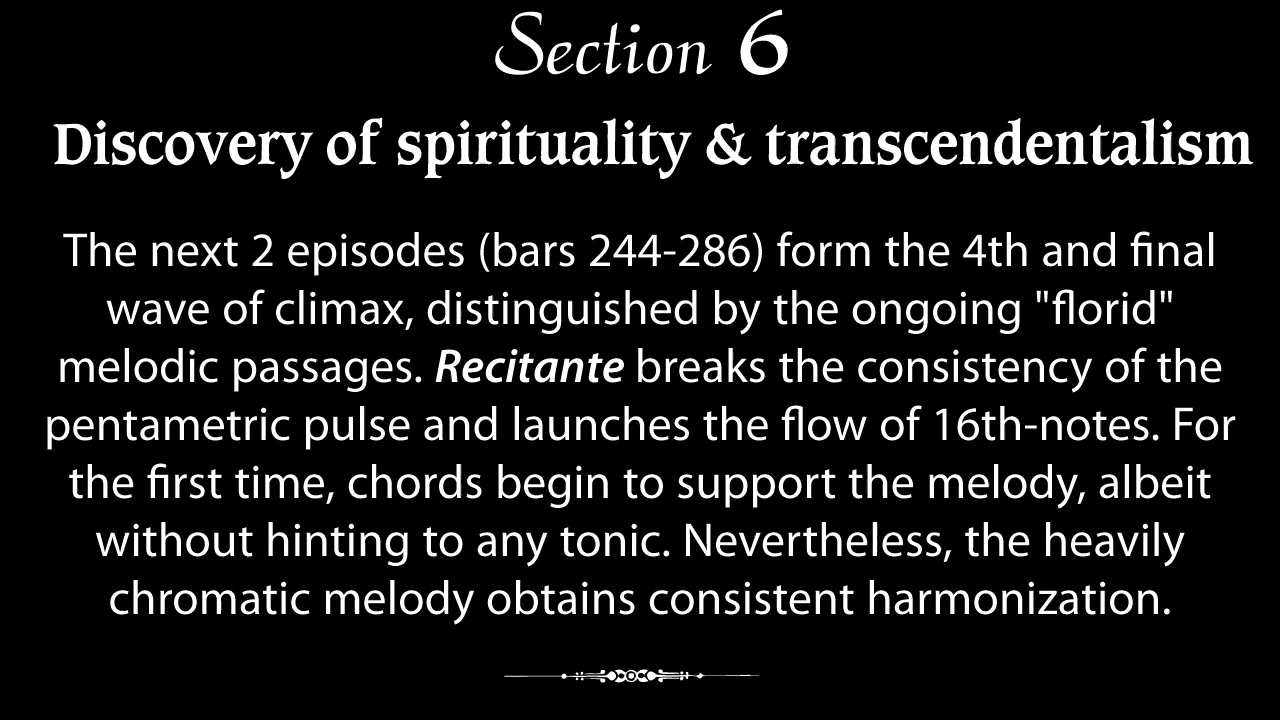 Section 6
Discovery of spirituality & transcendentalism
The next 2 episodes (bars 244-286) form the 4th and final
wave of climax, distinguished by the ongoing "florid"
melodic passages. Recitante breaks the consistency of the
pentametric pulse and launches the flow of 16th-notes. For
the first time, chords begin to support the melody, albeit
without hinting to any tonic. Nevertheless, the heavily
chromatic melody obtains consistent harmonization.